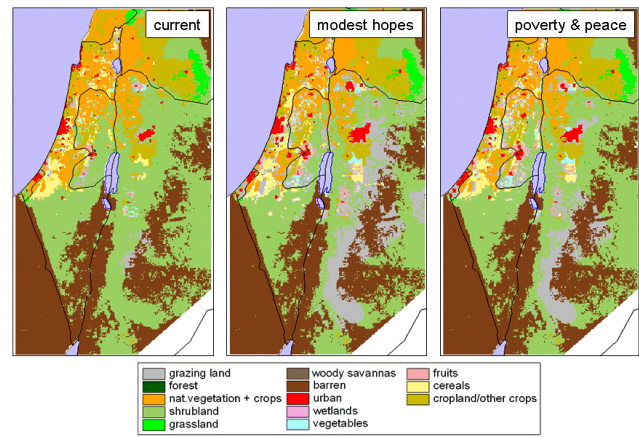 current
modest hopes
poverty & peace
grazing land
forest
nat.vegetation + crops
shrubland
grassland
woody savannas
barren
urban
wetlands
vegetables
fruits
cereals
cropland/other crops